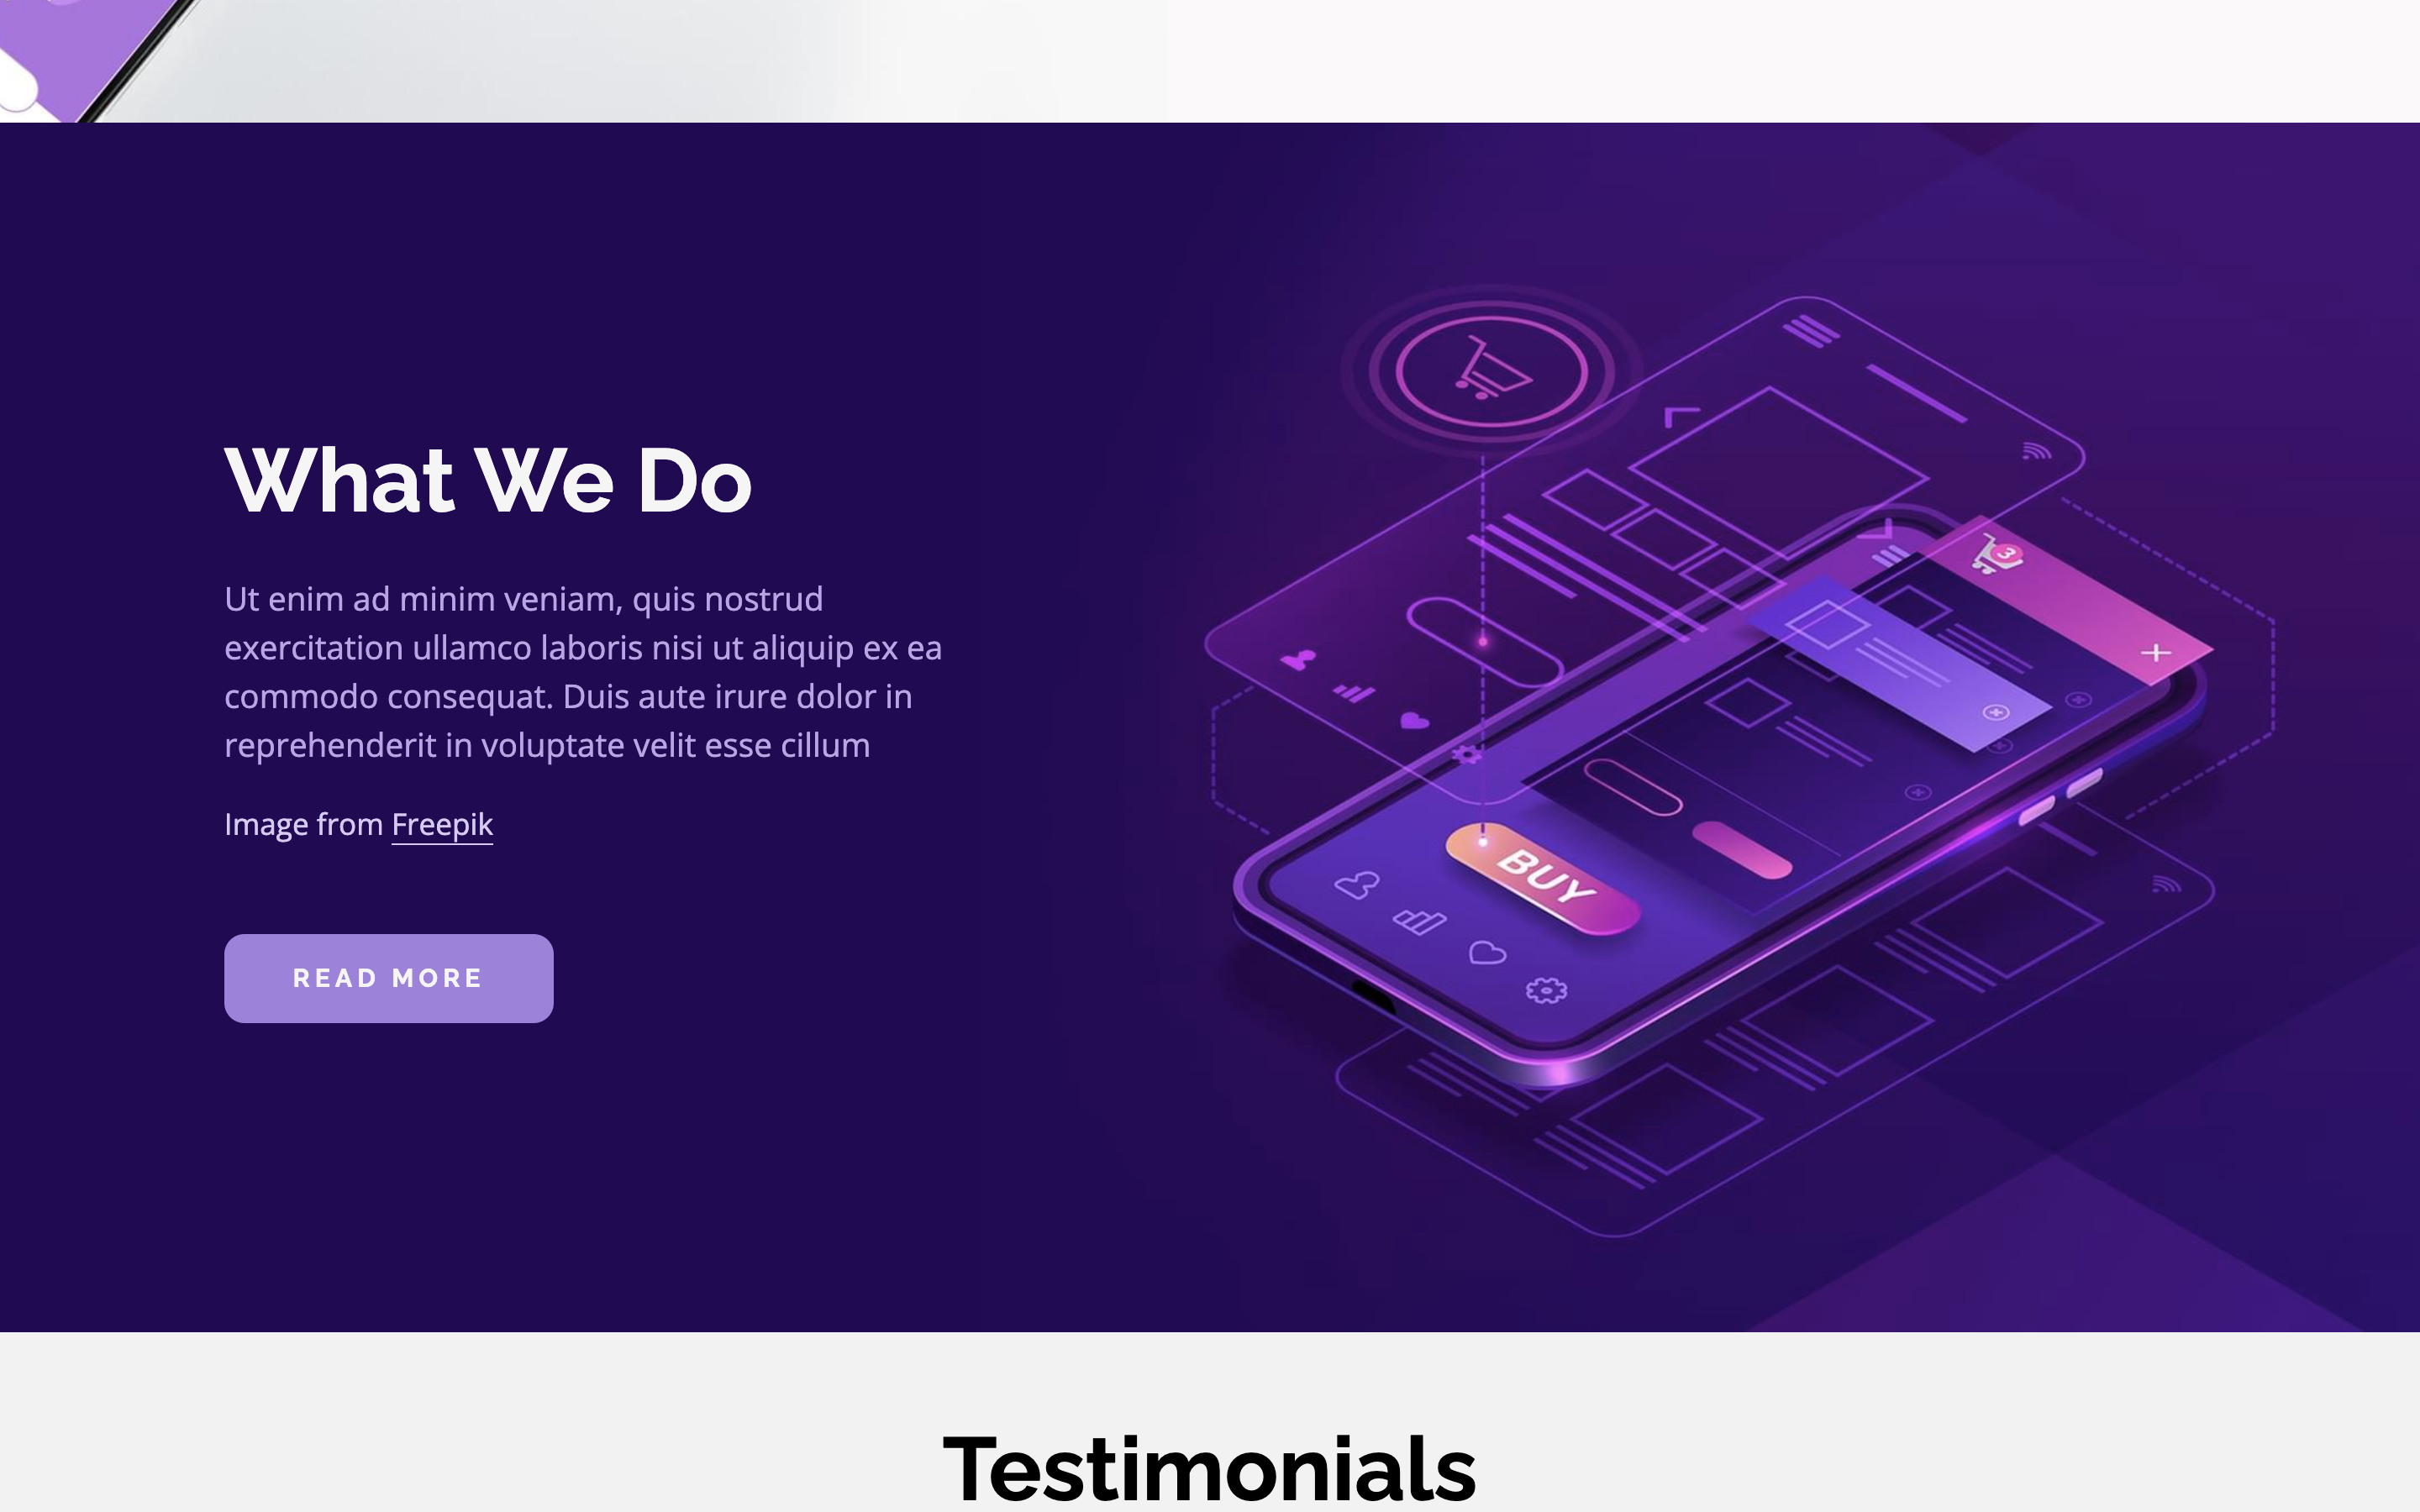 What We Do
Ut enim ad minim veniam, quis nostrud
exercitation ullamco laboris nisi ut aliquip ex ea
commodo consequat. Duis aute irure dolor in
reprehenderit in voluptate velit esse cillum
Image from Freepik
READ MORE
3
BUY
Testimonials